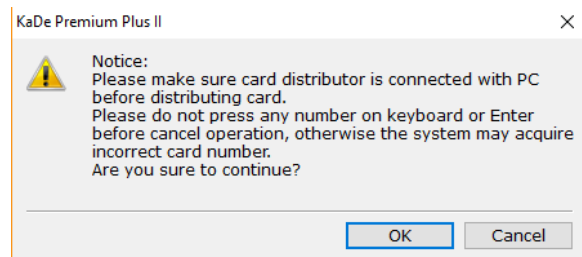 KaDe Premium Plus II
Notice:
Please make sure card distributor is connected with PC
before distributing card.
Please do not press any number on keyboard or Enter
before cancel operation, otherwise the system may acquire
incorrect card number.
Are you sure to continue?
OK
Cancel